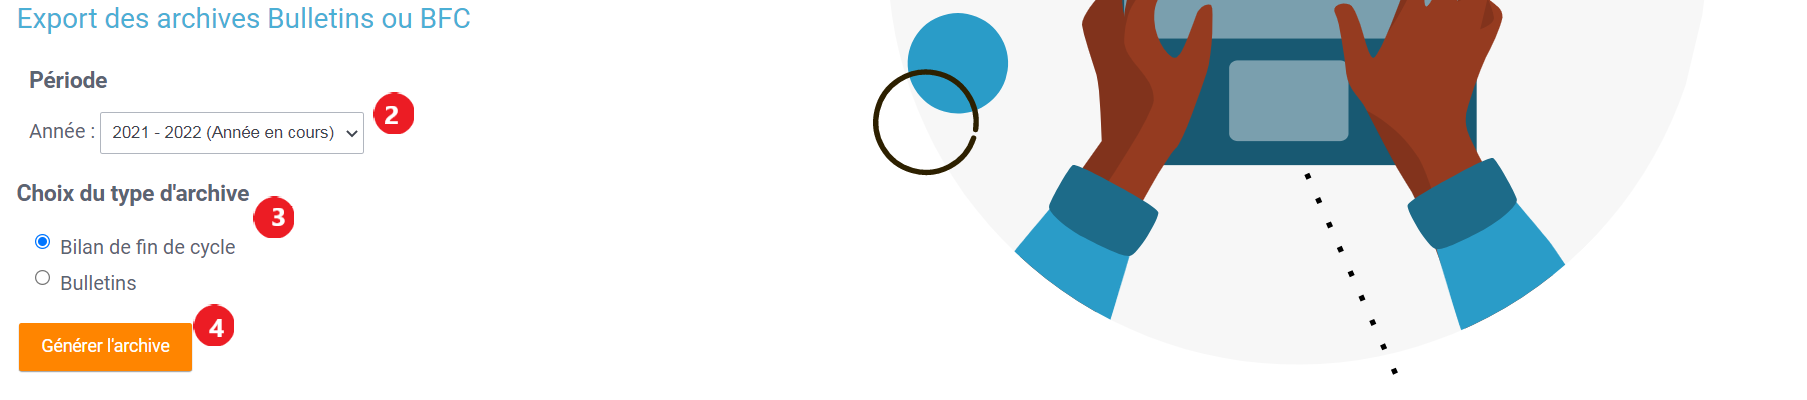 Export des archives Bulletins ou BFC
Période
Année : 2021 - 2022 (Année en cours)
2
Choix du type d'archive
3
Bilan de fin de cycle
Bulletins
4
Générer l'archive